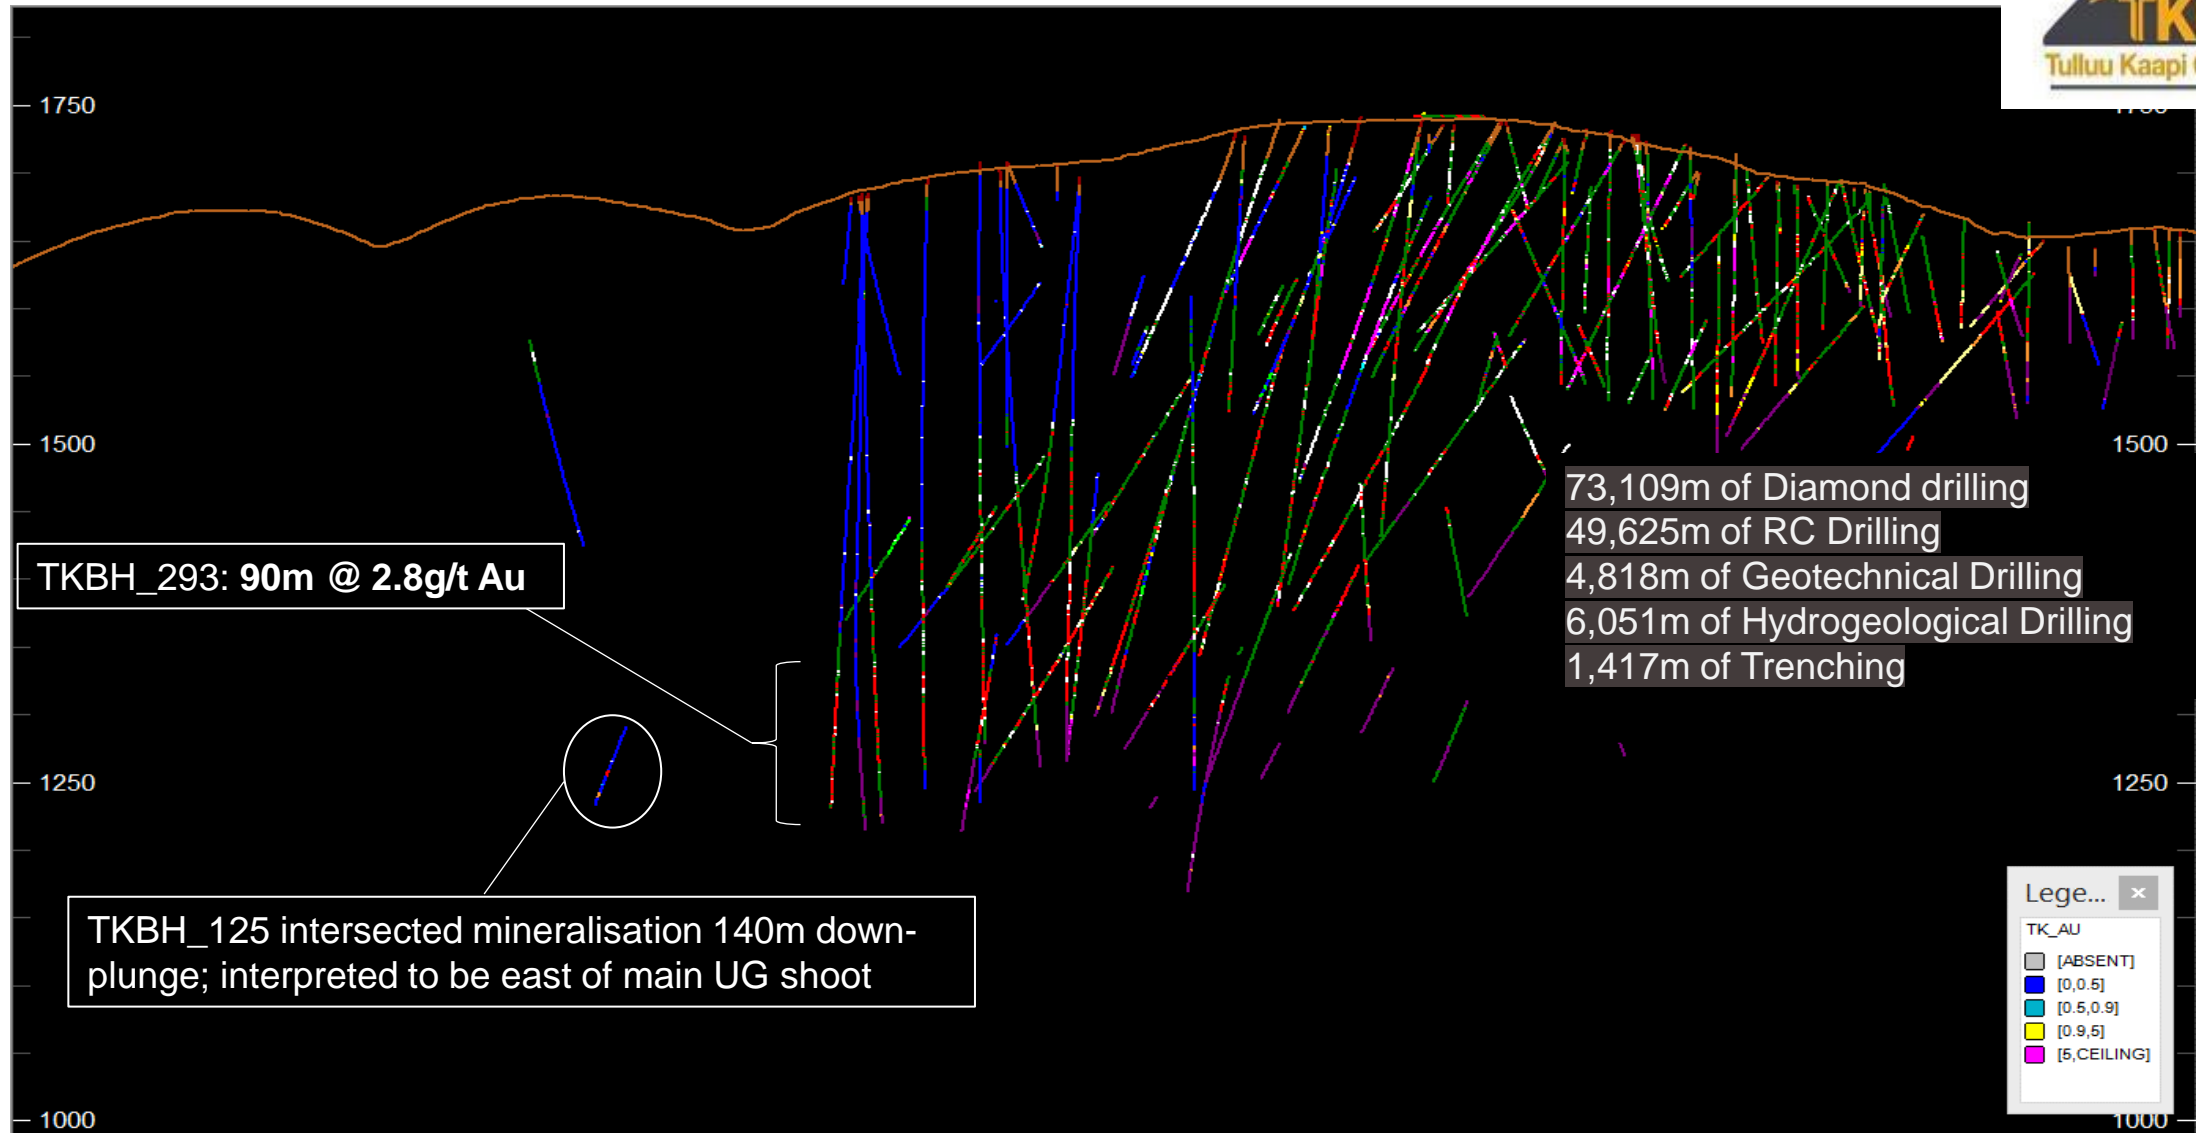 TK
Tulluu Kaapi
1750
1500
1500
73,109m of Diamond drilling
49,625m of RC Drilling
4,818m of Geotechnical Drilling
6,051m of Hydrogeological Drilling
1,417m of Trenching
TKBH_293: 90m @ 2.8g/t Au
1250
1250
TKBH_125 intersected mineralisation 140m down-
plunge; interpreted to be east of main UG shoot
Lege...
TK_AU
[ABSENT]
[0,0.5]
[0.5,0.9]
[0.9,5]
[5,CEILING]
1000
1000